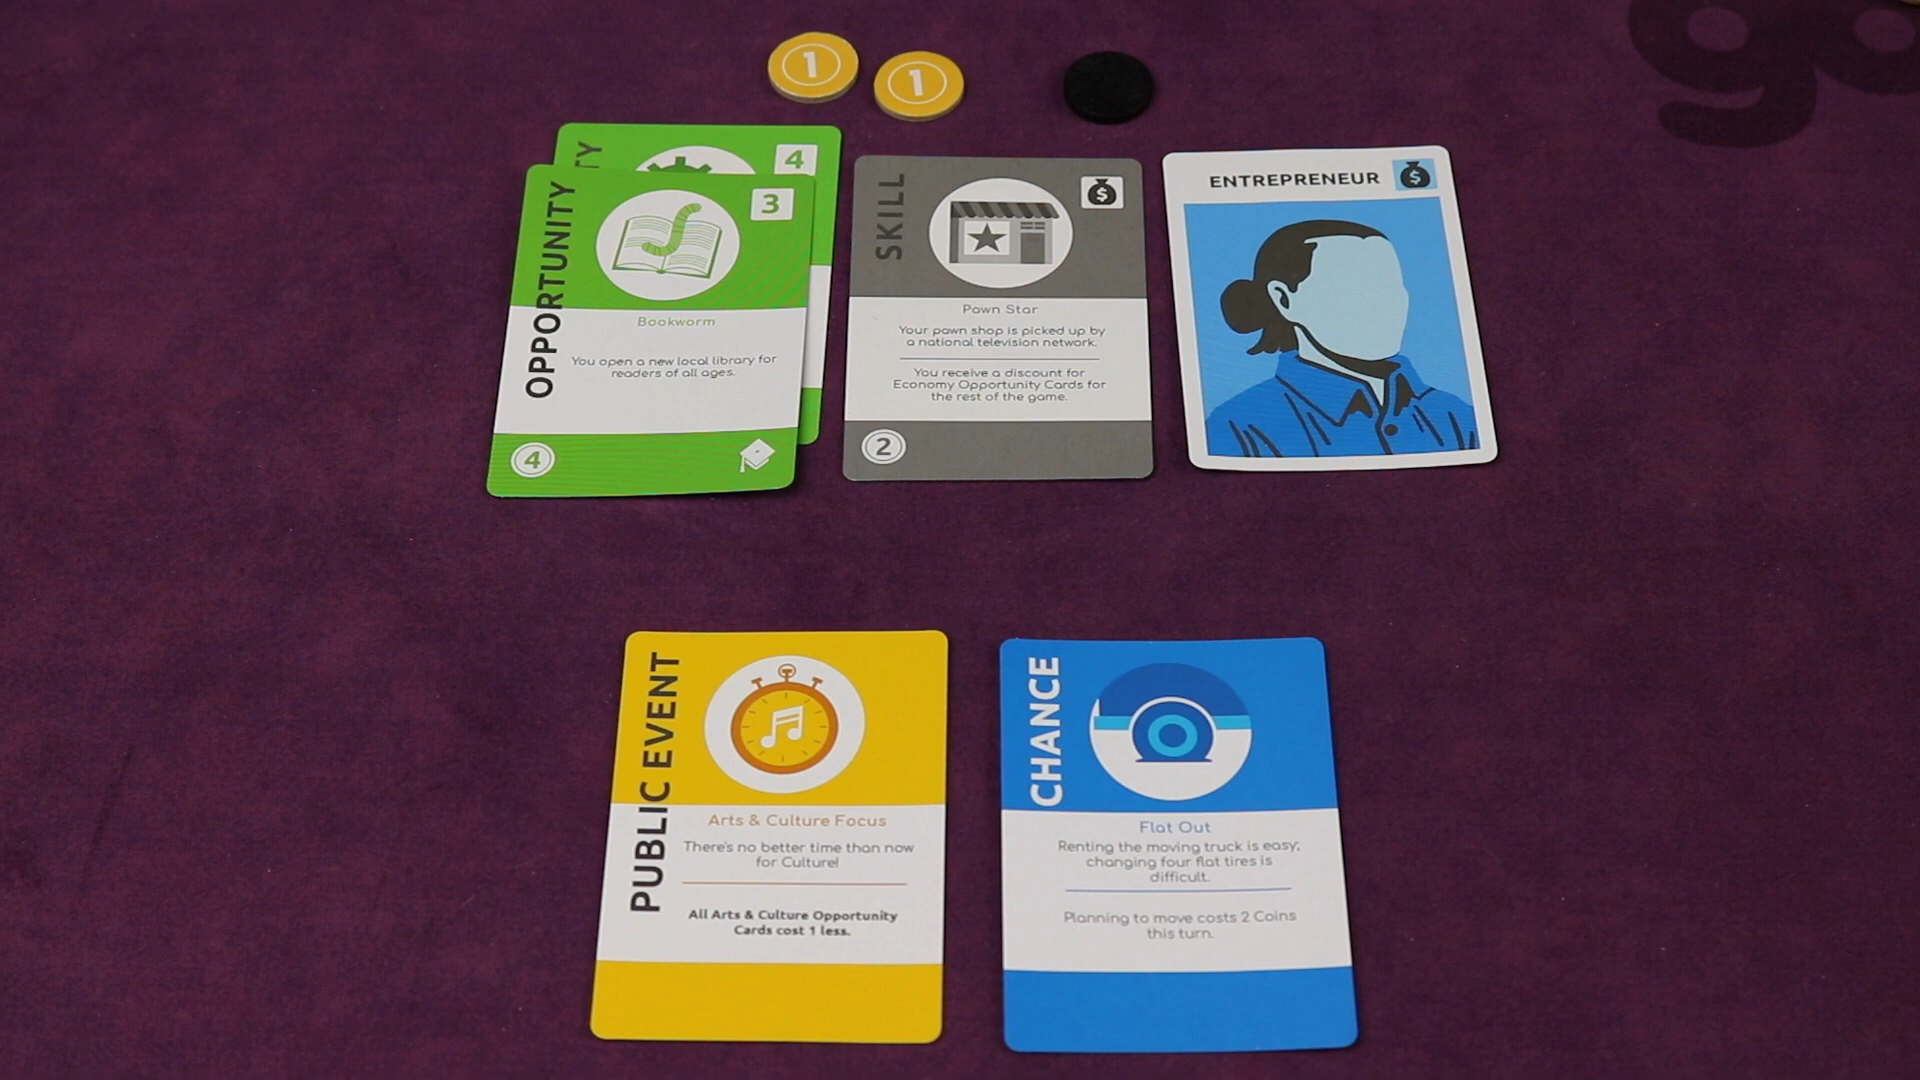 1
1
TY
4
OPPORTUNITY
3
Bookworm
You open a new local library for
readers of all ages.
4
SKILL
$
Pawn Star
Your pawn shop is picked up by
a national television network.
You receive a discount for
Economy Opportunity Cards for
the rest of the game.
2
ENTREPRENEUR
$
PUBLIC EVENT
Arts & Culture Focus
There's no better time than now
for Culture!
All Arts & Culture Opportunity
Cards cost 1 less.
CHANCE
Flat Out
Renting the moving truck is easy;
changing four flat tires is
difficult.
Planning to move costs 2 Coins
this turn.